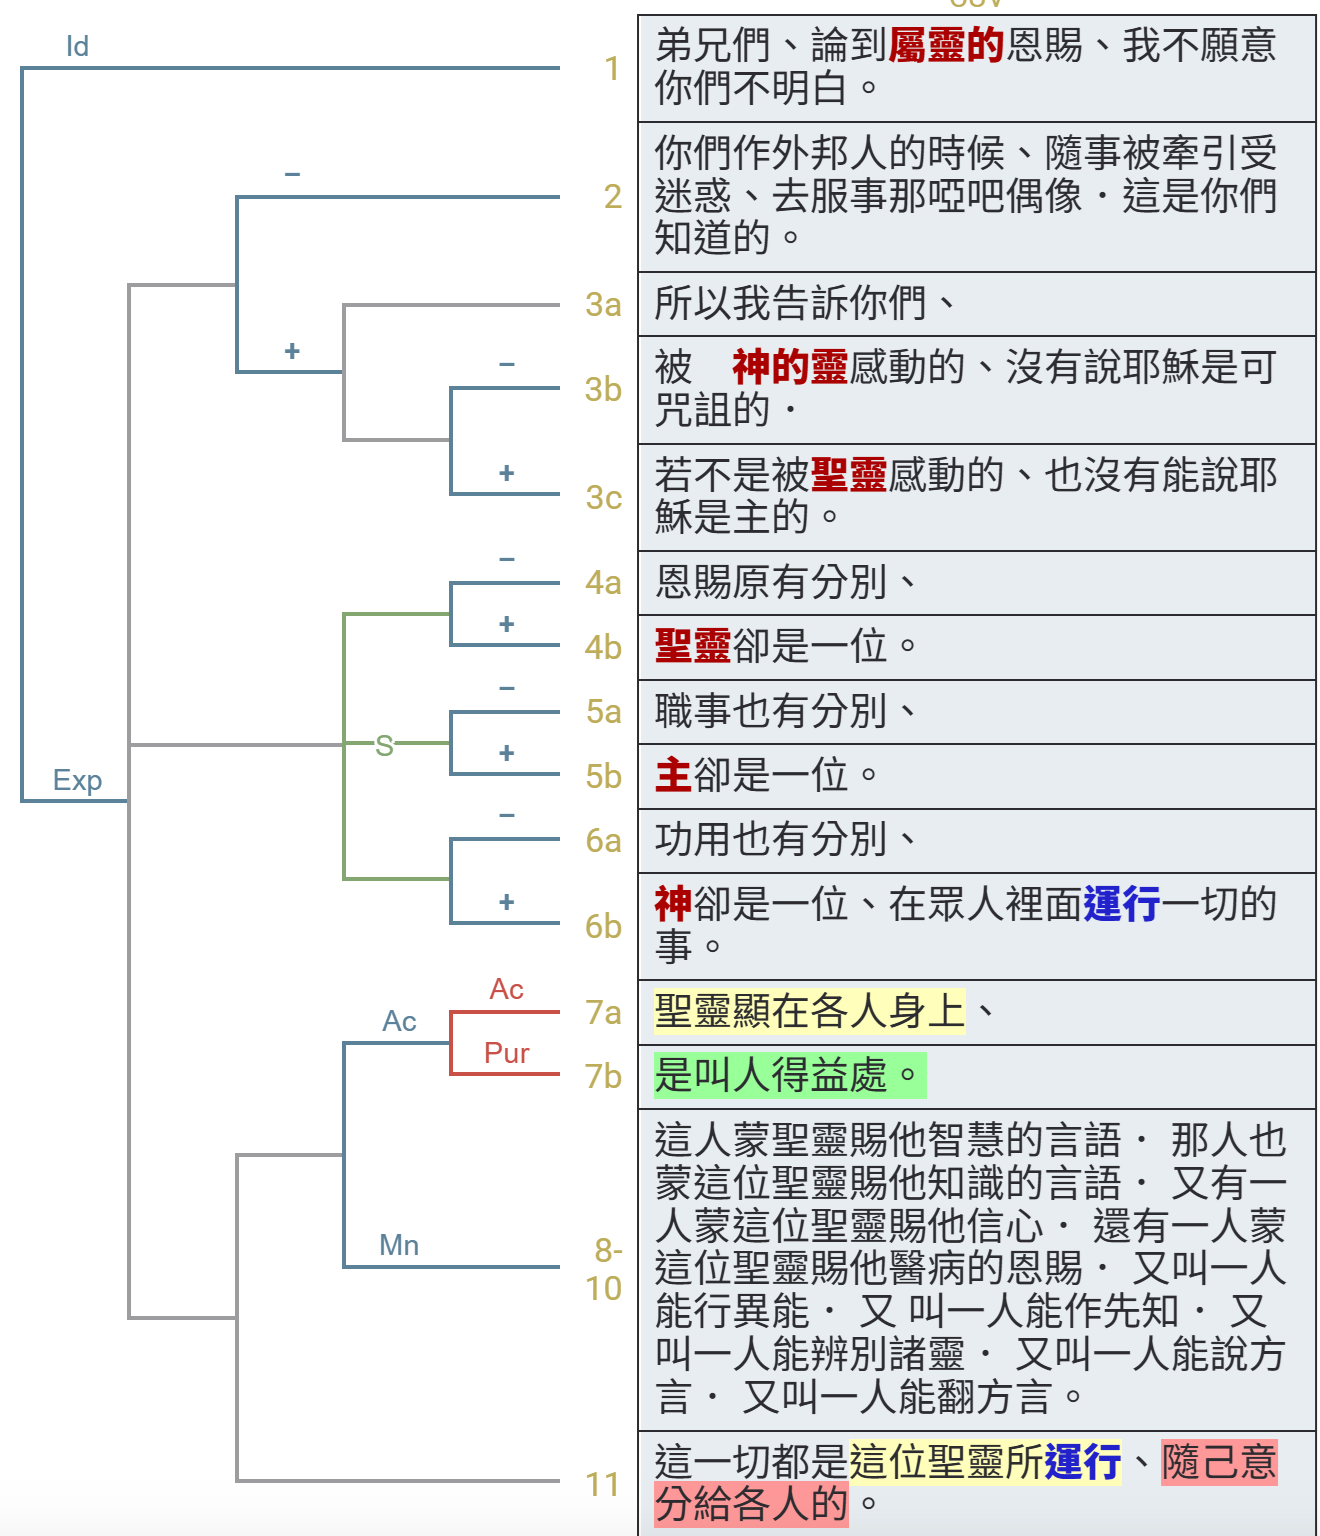 Id
1
弟兄們、論到屬靈的恩賜、我不願意
你們不明白。
–
2
你們作外邦人的時候、隨事被牽引受
迷惑、去服事那啞吧偶像．這是你們
知道的。
3a
所以我告訴你們、
+
–
3b
被　神的靈感動的、沒有說耶穌是可
咒詛的．
+
3c
若不是被聖靈感動的、也沒有能說耶
穌是主的。
–
4a
恩賜原有分別、
+
4b
聖靈卻是一位。
–
5a
職事也有分別、
S
+
5b
主卻是一位。
Exp
–
6a
功用也有分別、
+
6b
神卻是一位、在眾人裡面運行一切的
事。
Ac
Ac
7a
聖靈顯在各人身上、
Pur
7b
是叫人得益處。
Mn
8-
10
這人蒙聖靈賜他智慧的言語． 那人也
蒙這位聖靈賜他知識的言語． 又有一
人蒙這位聖靈賜他信心． 還有一人蒙
這位聖靈賜他醫病的恩賜． 又叫一人
能行異能． 又 叫一人能作先知． 又
叫一人能辨別諸靈． 又叫一人能說方
言． 又叫一人能翻方言。
11
這一切都是這位聖靈所運行、隨己意
分給各人的。